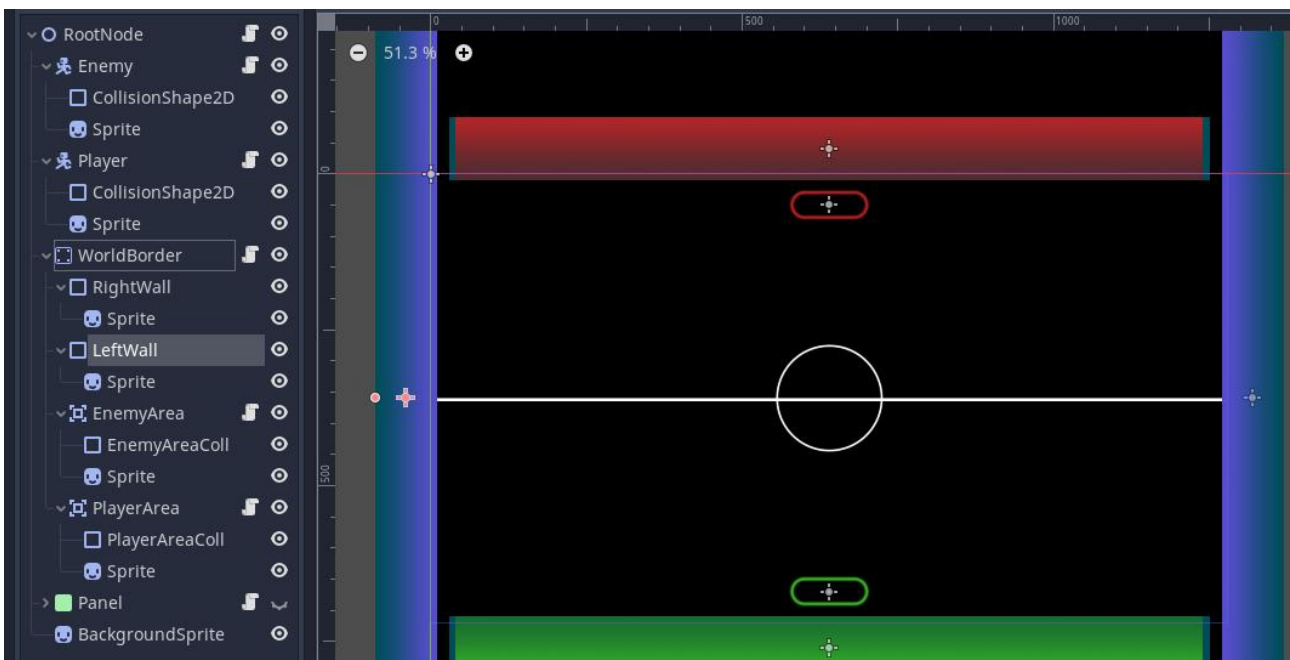 RootNode
Enemy
CollisionShape2D
Sprite
Player
CollisionShape2D
Sprite
WorldBorder
RightWall
Sprite
LeftWall
Sprite
EnemyArea
EnemyAreaColl
Sprite
PlayerArea
PlayerAreaColl
Sprite
Panel
BackgroundSprite
0 500 1000
51.3 %
0
500